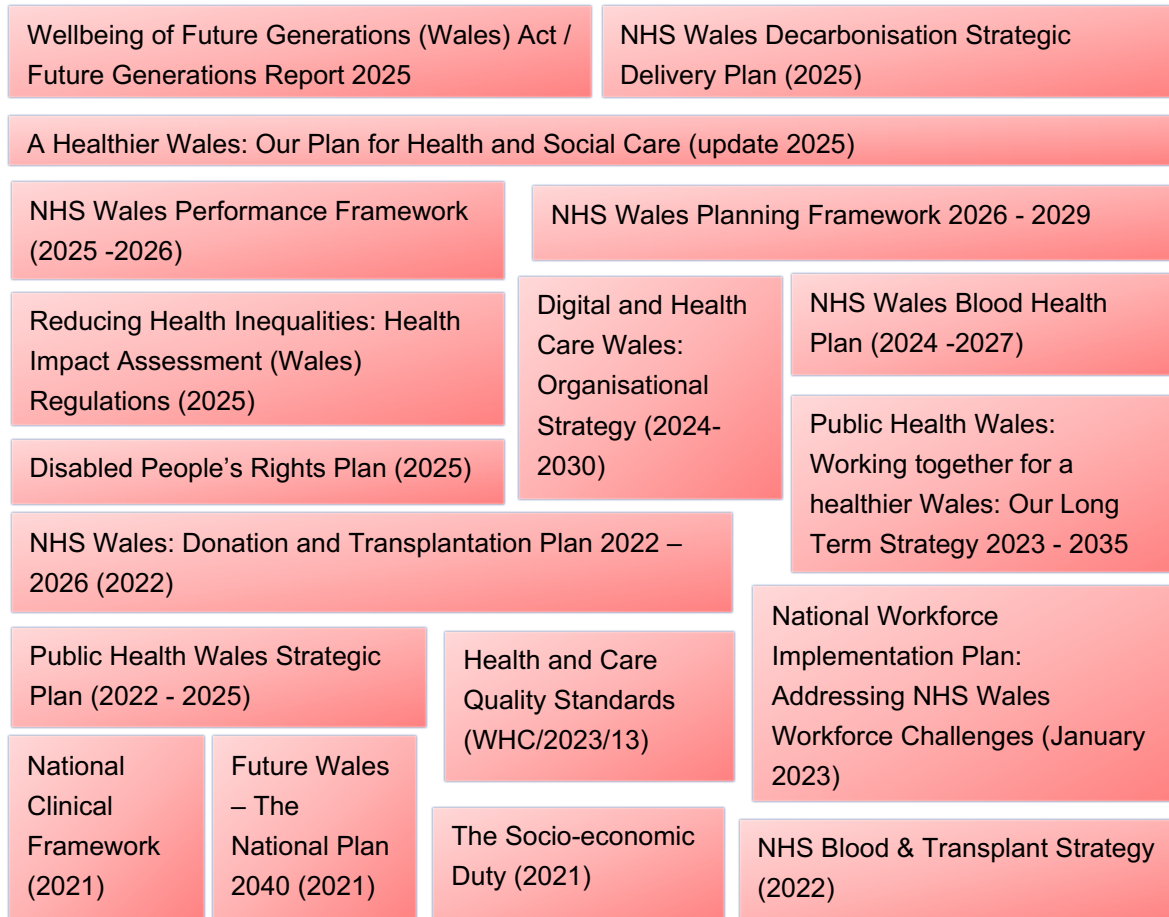 Wellbeing of Future Generations (Wales) Act /
Future Generations Report 2025
NHS Wales Decarbonisation Strategic
Delivery Plan (2025)
A Healthier Wales: Our Plan for Health and Social Care (update 2025)
NHS Wales Performance Framework
(2025 -2026)
NHS Wales Planning Framework 2026 - 2029
Reducing Health Inequalities: Health
Impact Assessment (Wales)
Regulations (2025)
Digital and Health
Care Wales:
Organisational
Strategy (2024-
2030)
NHS Wales Blood Health
Plan (2024 -2027)
Public Health Wales:
Working together for a
healthier Wales: Our Long
Term Strategy 2023 - 2035
Disabled People’s Rights Plan (2025)
NHS Wales: Donation and Transplantation Plan 2022 –
2026 (2022)
Public Health Wales Strategic
Plan (2022 - 2025)
Health and Care
Quality Standards
(WHC/2023/13)
National Workforce
Implementation Plan:
Addressing NHS Wales
Workforce Challenges (January
2023)
National
Clinical
Framework
(2021)
Future Wales
– The
National Plan
2040 (2021)
The Socio-economic
Duty (2021)
NHS Blood & Transplant Strategy
(2022)